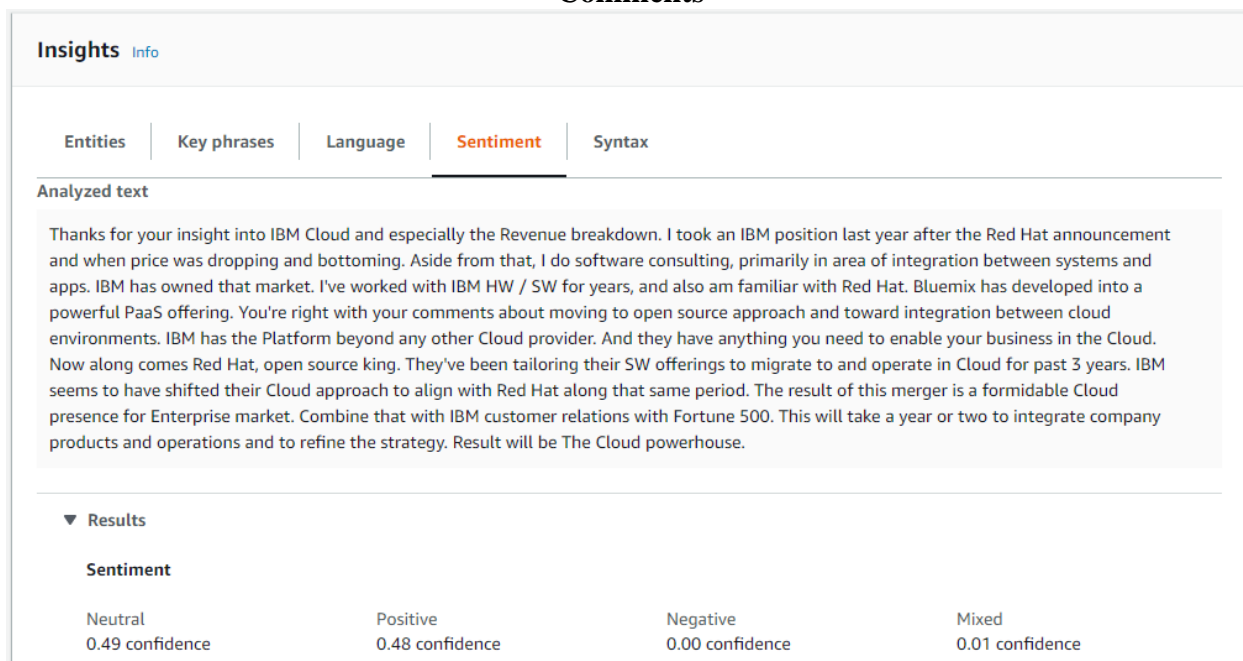 Comments
Insights Info
Entities Key phrases Language Sentiment Syntax
Analyzed text
Thanks for your insight into IBM Cloud and especially the Revenue breakdown. I took an IBM position last year after the Red Hat announcement
and when price was dropping and bottoming. Aside from that, I do software consulting, primarily in area of integration between systems and
apps. IBM has owned that market. I've worked with IBM HW / SW for years, and also am familiar with Red Hat. Bluemix has developed into a
powerful PaaS offering. You're right with your comments about moving to open source approach and toward integration between cloud
environments. IBM has the Platform beyond any other Cloud provider. And they have anything you need to enable your business in the Cloud.
Now along comes Red Hat, open source king. They've been tailoring their SW offerings to migrate to and operate in Cloud for past 3 years. IBM
seems to have shifted their Cloud approach to align with Red Hat along that same period. The result of this merger is a formidable Cloud
presence for Enterprise market. Combine that with IBM customer relations with Fortune 500. This will take a year or two to integrate company
products and operations and to refine the strategy. Result will be The Cloud powerhouse.
Results
Sentiment
Neutral Positive Negative Mixed
0.49 confidence 0.48 confidence 0.00 confidence 0.01 confidence